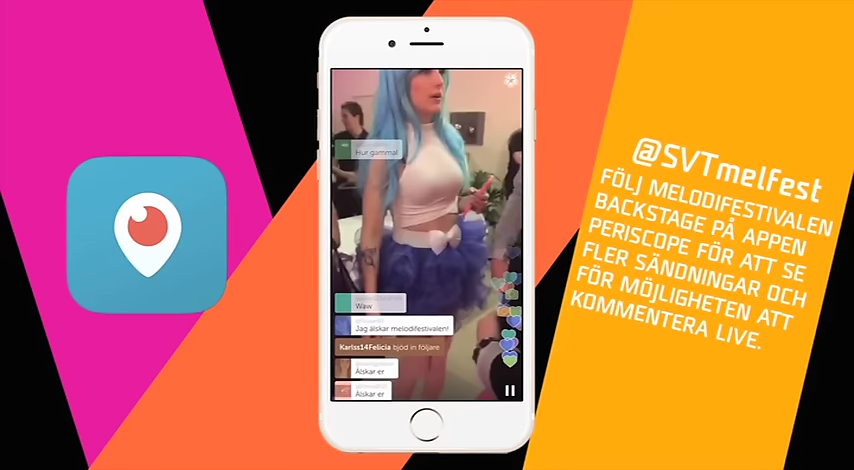 @SVTmelfest
FÖLJ MELODIFESTIVALEN
BACKSTAGE PÅ APPEN
PERISCOPE FÖR ATT SE
FLER SÄNDNINGAR OCH
FÖR MÖJLIGHETEN ATT
KOMMENTERA LIVE.
Hur gammal
Waw
Jag älskar melodifestivalen!
Karlss14Felicia bjöd in följare
Älskar er
Älskar er